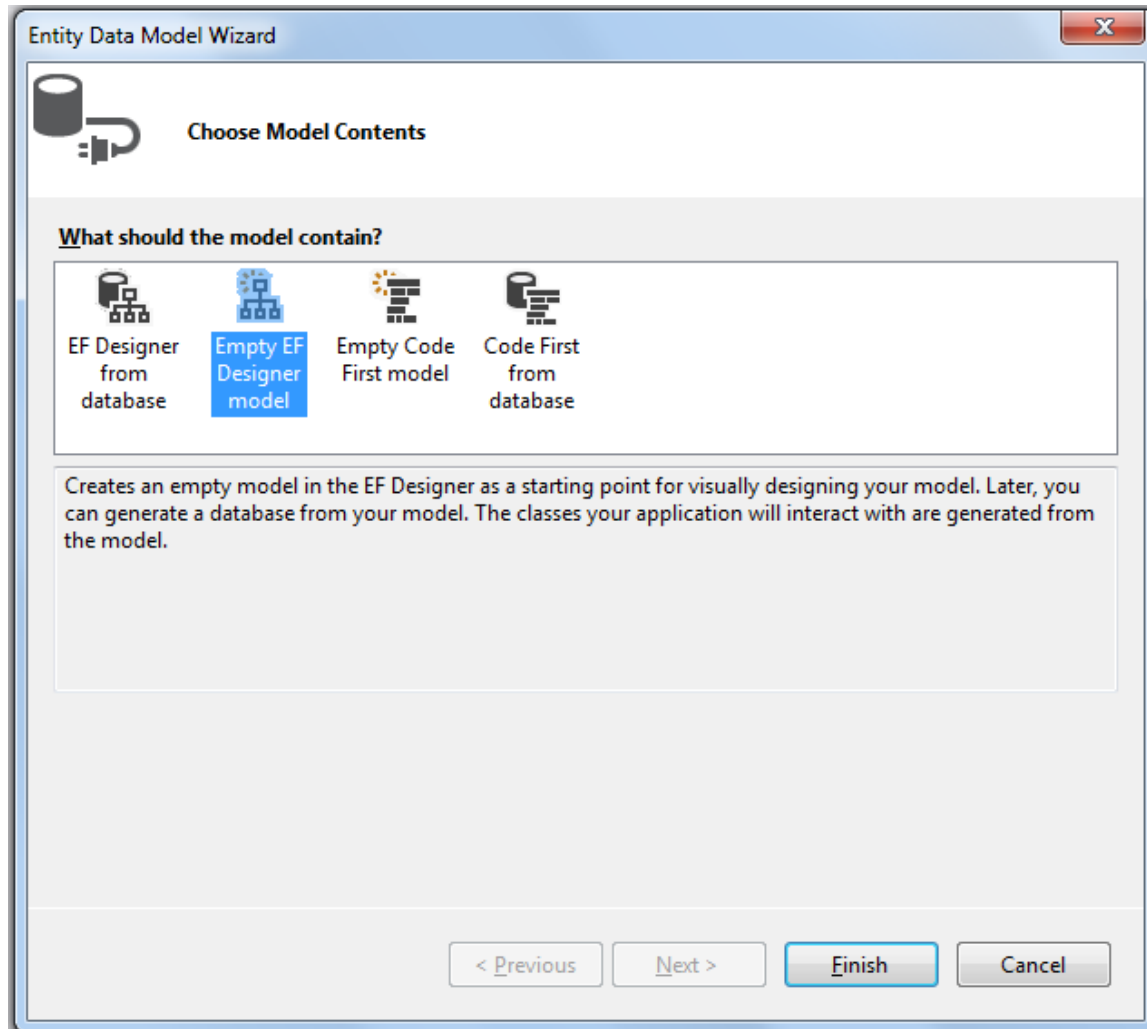 Entity Data Model Wizard
X
Choose Model Contents
What should the model contain?
EF Designer
from
database
Empty EF
Designer
model
Empty Code
First model
Code First
from
database
Creates an empty model in the EF Designer as a starting point for visually designing your model. Later, you
can generate a database from your model. The classes your application will interact with are generated from
the model.
< Previous
Next >
Finish
Cancel